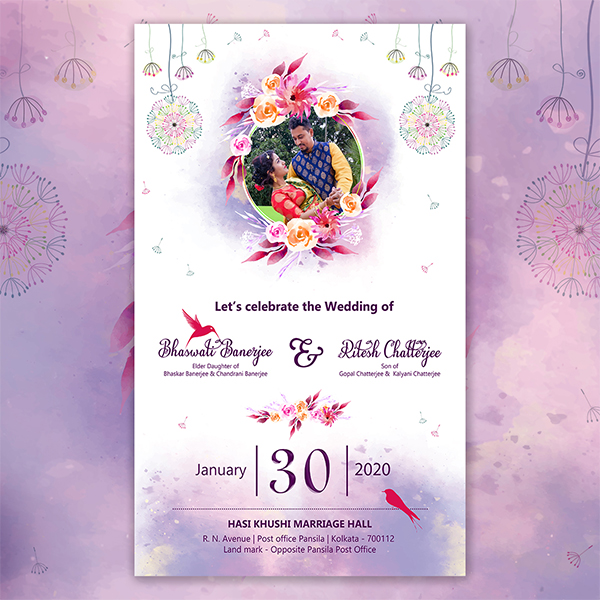 Let's celebrate the Wedding of
Bhaswati Banerjee & Ritesh Chatterjee
Elder Daughter of
Bhaskar Banerjee & Chandrani Banerjee
Son of
Gopal Chatterjee & Kalyani Chatterjee
January | 30 | 2020
HASI KHUSHI MARRIAGE HALL
R. N. Avenue | Post office Pansila | Kolkata - 700112
Land mark - Opposite Pansila Post Office